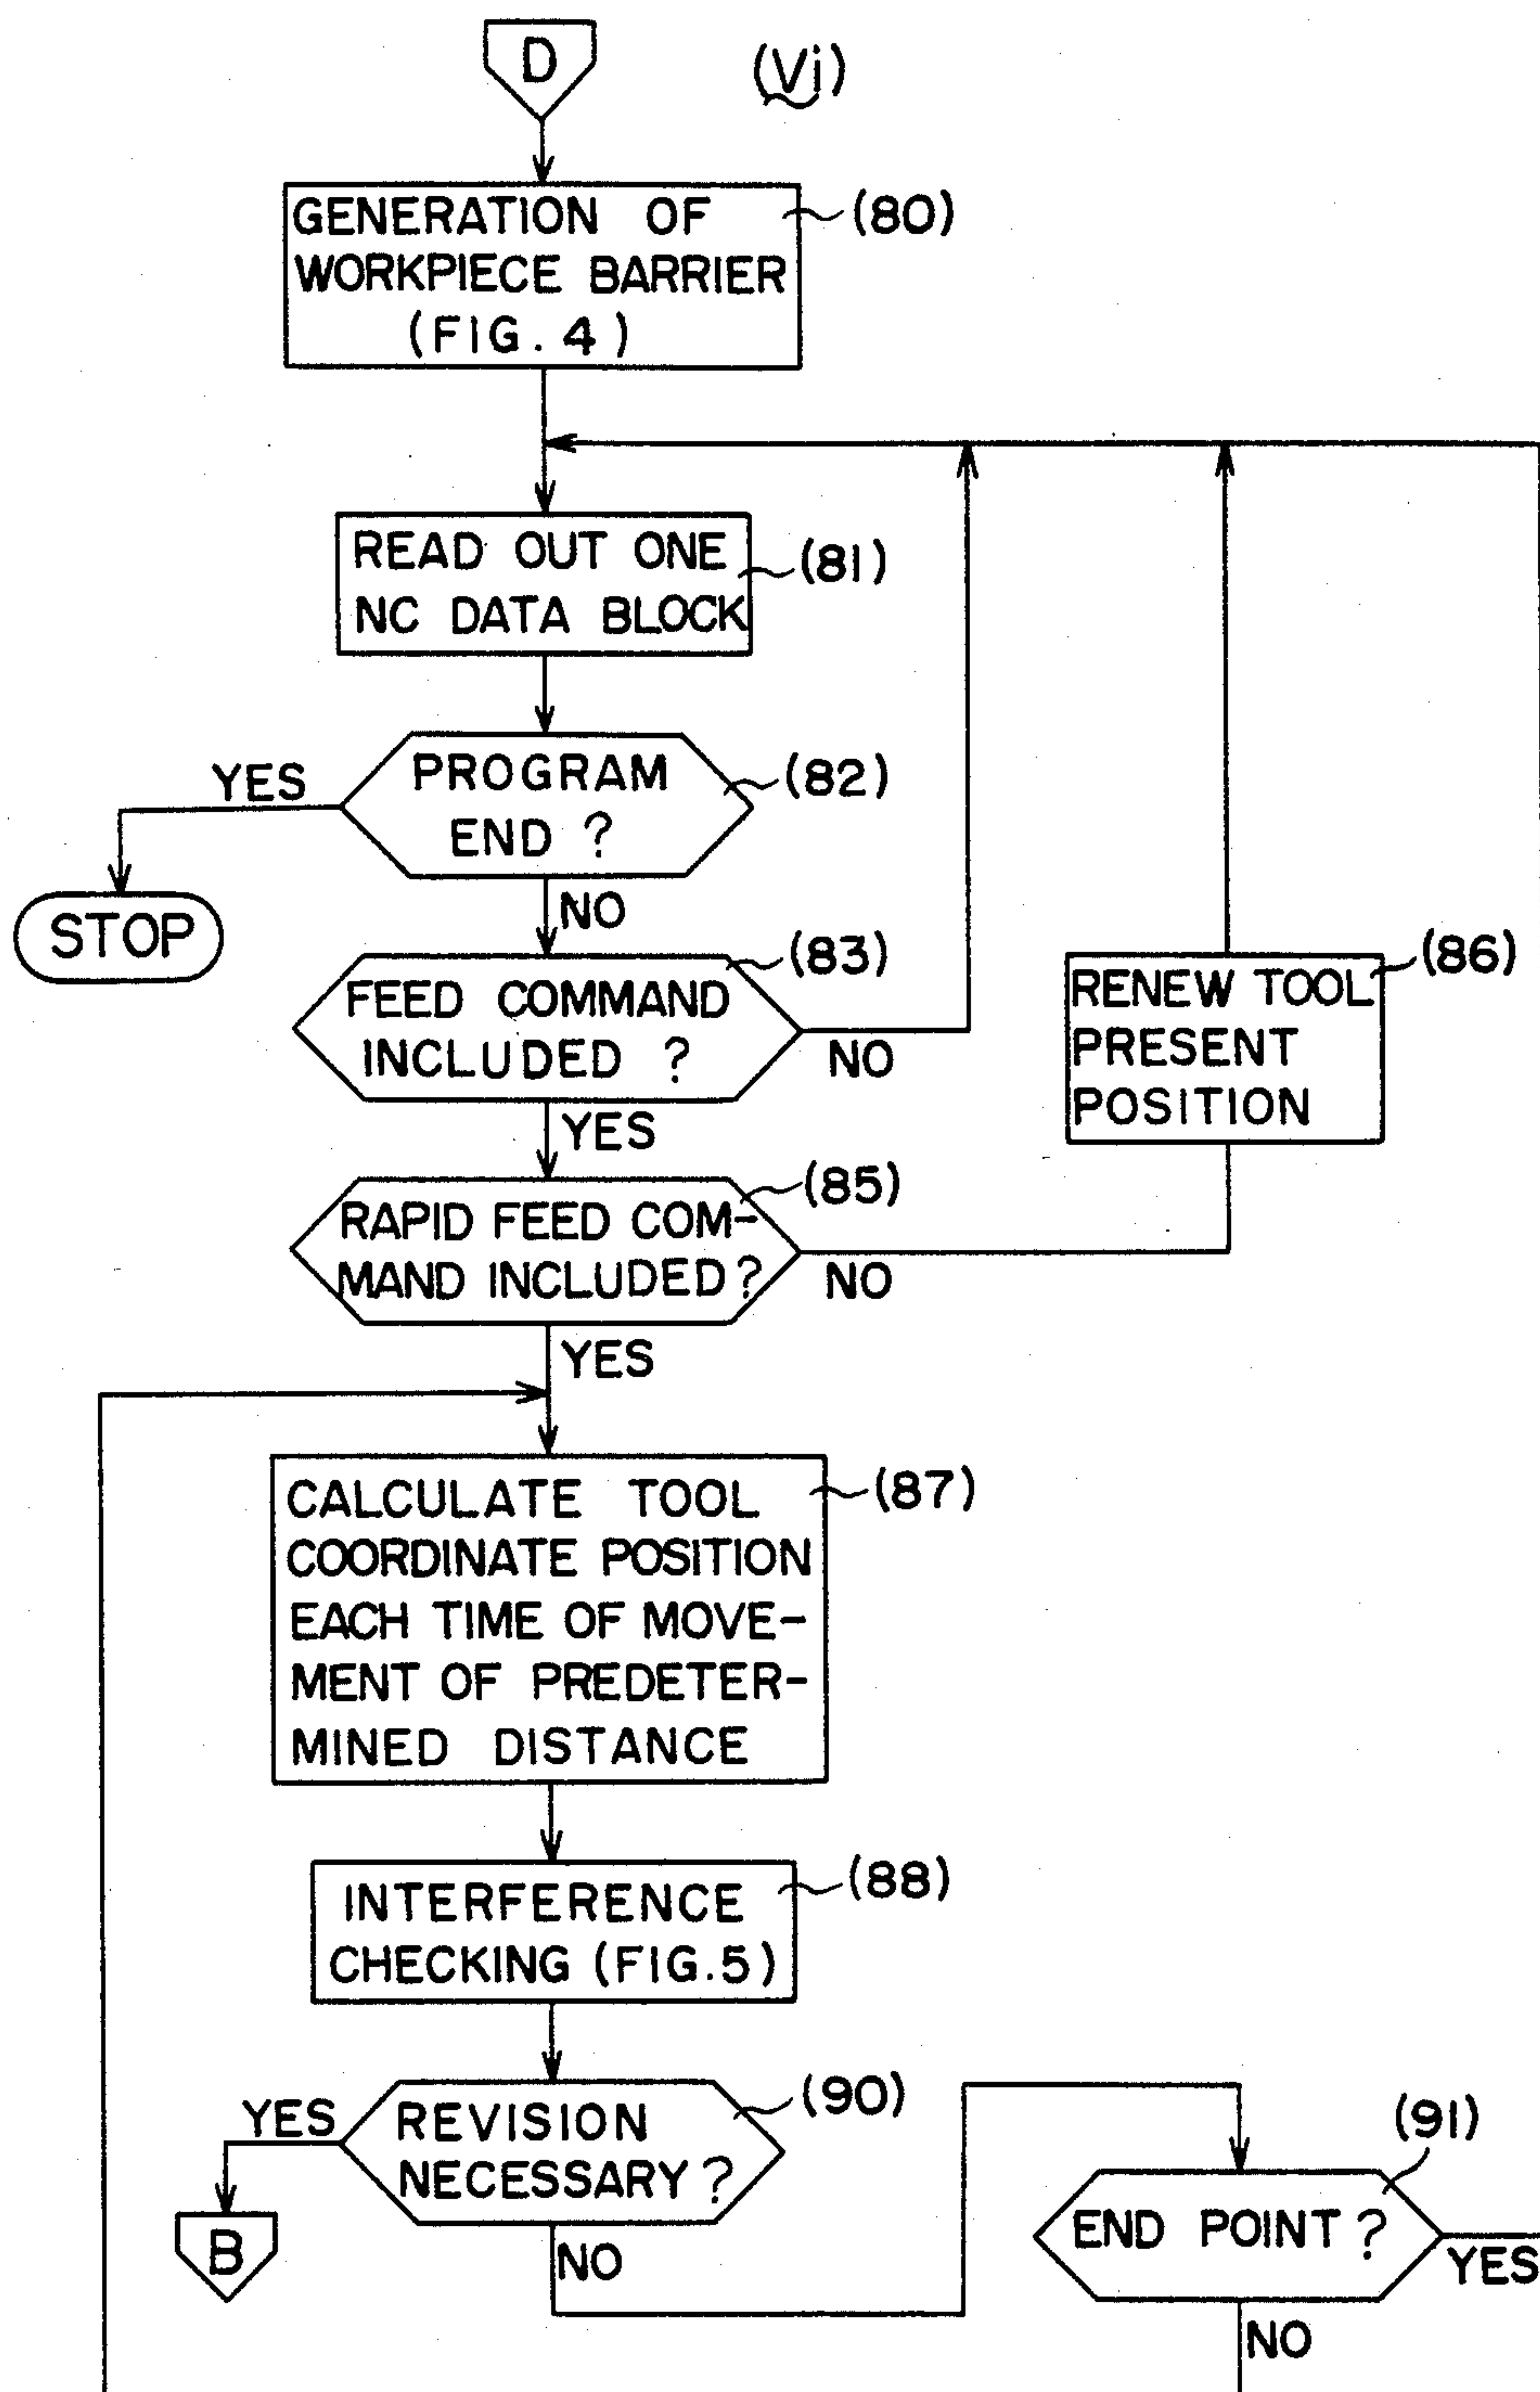 D
(Vi)
GENERATION OF
WORKPIECE BARRIER
(FIG. 4)
(80)
READ OUT ONE
NC DATA BLOCK
(81)
PROGRAM
END ?
(82)
YES
STOP
NO
FEED COMMAND
INCLUDED ?
(83)
NO
RENEW TOOL
PRESENT
POSITION
(86)
YES
RAPID FEED COM-
MAND INCLUDED?
(85)
NO
YES
CALCULATE TOOL
COORDINATE POSITION
EACH TIME OF MOVE-
MENT OF PREDETER-
MINED DISTANCE
(87)
INTERFERENCE
CHECKING (FIG.5)
(88)
REVISION
NECESSARY?
(90)
YES
B
NO
END POINT?
(91)
YES
NO